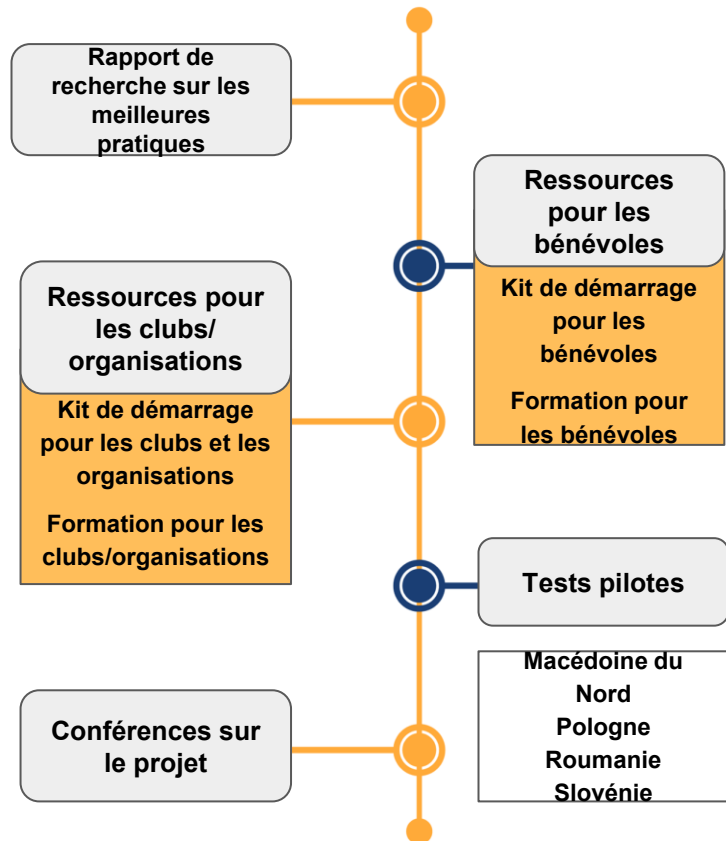 Rapport de
recherche sur les
meilleures
pratiques
Ressources
pour les
bénévoles
Kit de démarrage
pour les
bénévoles
Formation pour
les bénévoles
Ressources pour
les clubs/
organisations
Kit de démarrage
pour les clubs et les
organisations
Formation pour les
clubs/organisations
Tests pilotes
Macédoine du
Nord
Pologne
Roumanie
Slovénie
Conférences sur
le projet